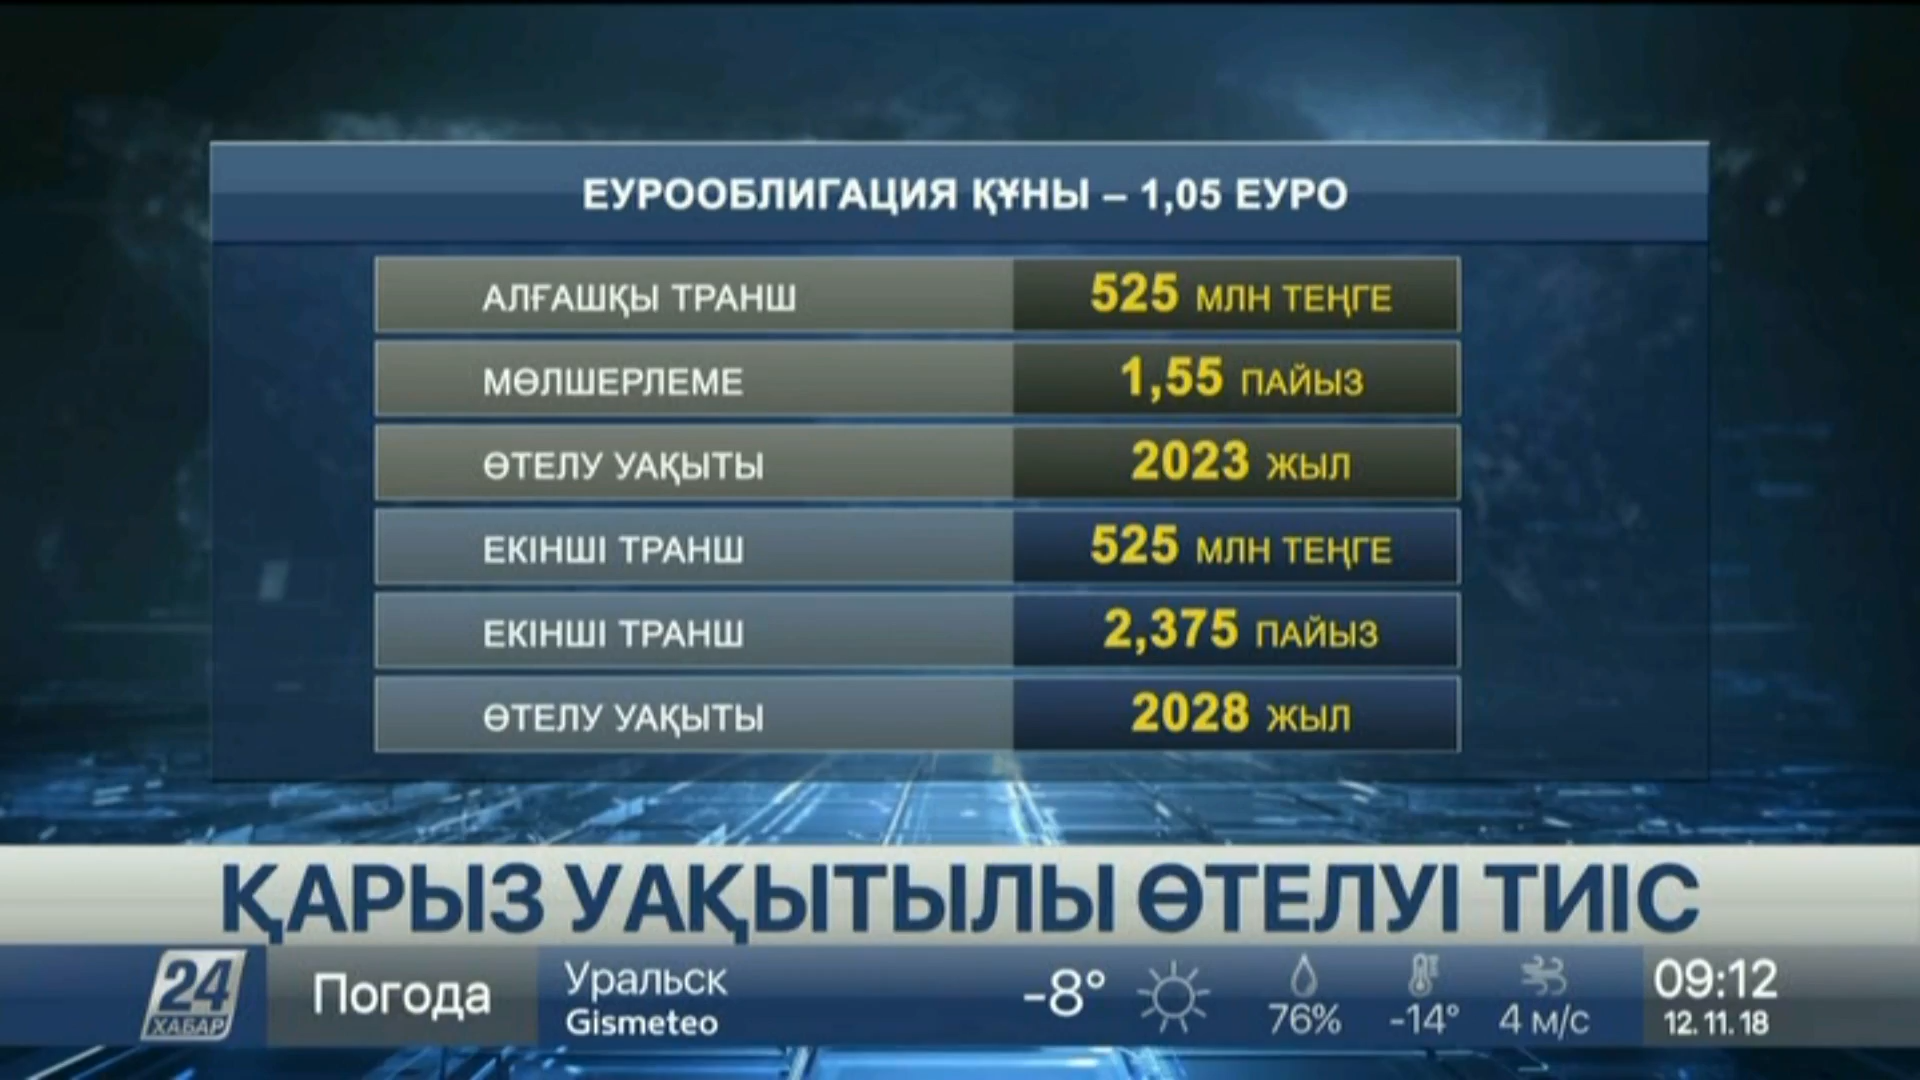 ЕУРООБЛИГАЦИЯ ҚҰНЫ – 1,05 ЕУРО
АЛҒАШҚЫ ТРАНШ 525 МЛН ТЕҢГЕ
МӨЛШЕРЛЕМЕ 1,55 ПАЙЫЗ
ӨТЕЛУ УАҚЫТЫ 2023 ЖЫЛ
ЕКІНШІ ТРАНШ 525 МЛН ТЕҢГЕ
ЕКІНШІ ТРАНШ 2,375 ПАЙЫЗ
ӨТЕЛУ УАҚЫТЫ 2028 ЖЫЛ
ҚАРЫЗ УАҚЫТЫЛЫ ӨТЕЛУІ ТИІС
24
ХАБАР
Погода
Уральск
Gismeteo
-8°
76%
-14°
4 м/с
09:12
12.11.18